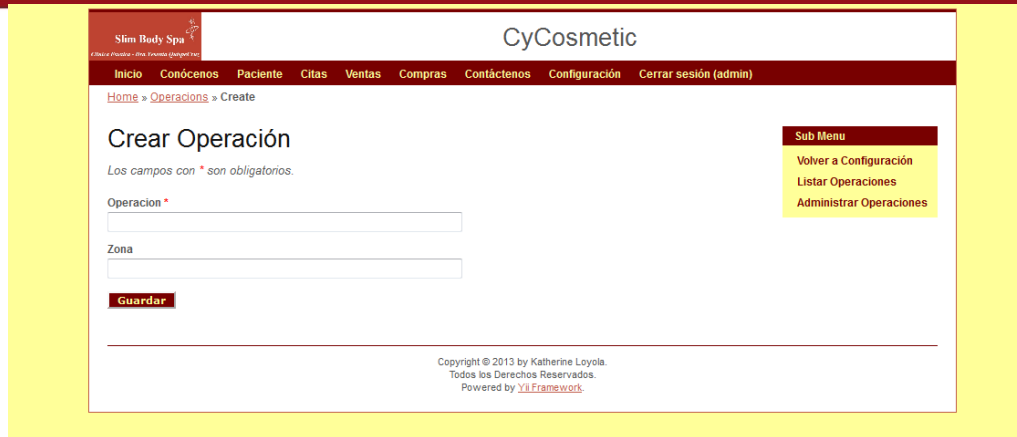 Slim Body Spa
CyCosmetic
Inicio Conócenos Paciente Citas Ventas Compras Contáctenos Configuración Cerrar sesión (admin)
Home » Operacions » Create
Crear Operación
Los campos con * son obligatorios.
Operacion *
Zona
Guardar
Sub Menu
Volver a Configuración
Listar Operaciones
Administrar Operaciones
Copyright © 2013 by Katherine Loyola.
Todos los Derechos Reservados.
Powered by Yii Framework.